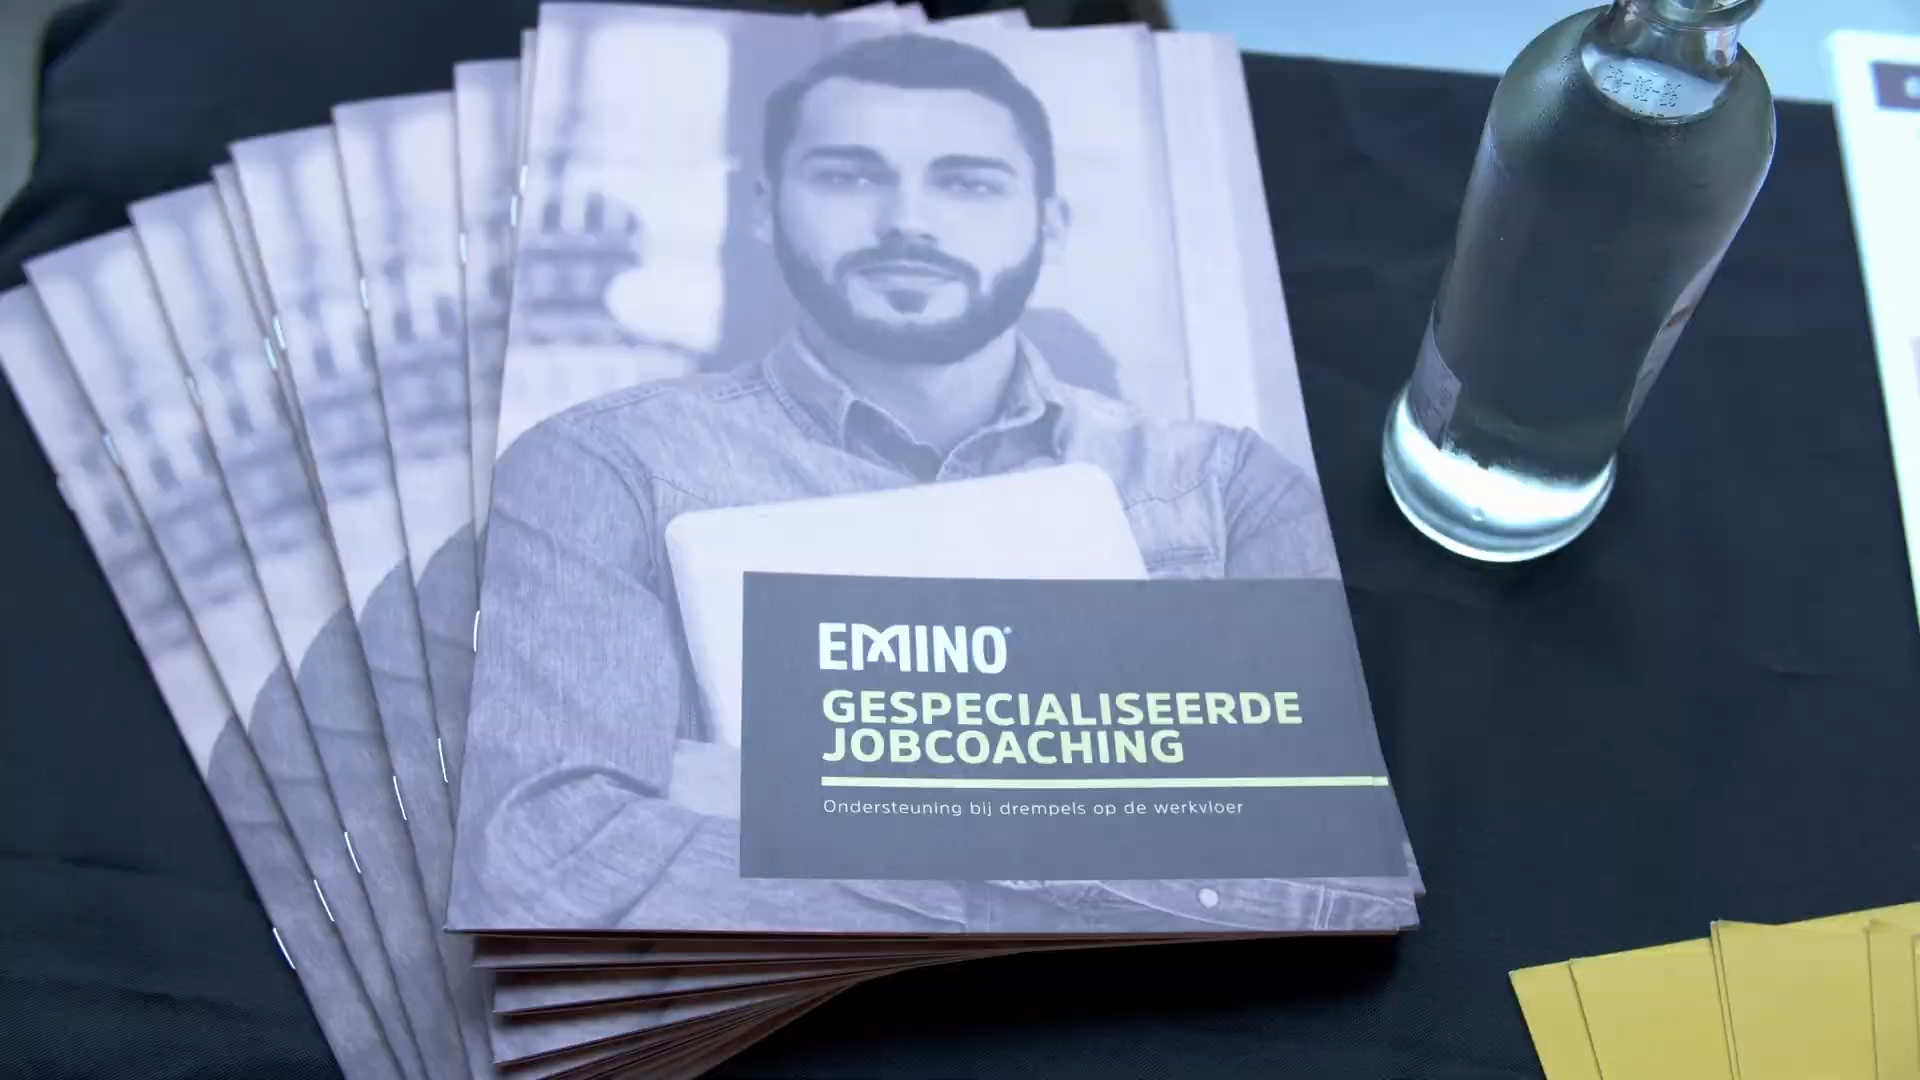 EMINO
GESPECIALISEERDE
JOBCOACHING
Ondersteuning bij drempels op de werkvloer